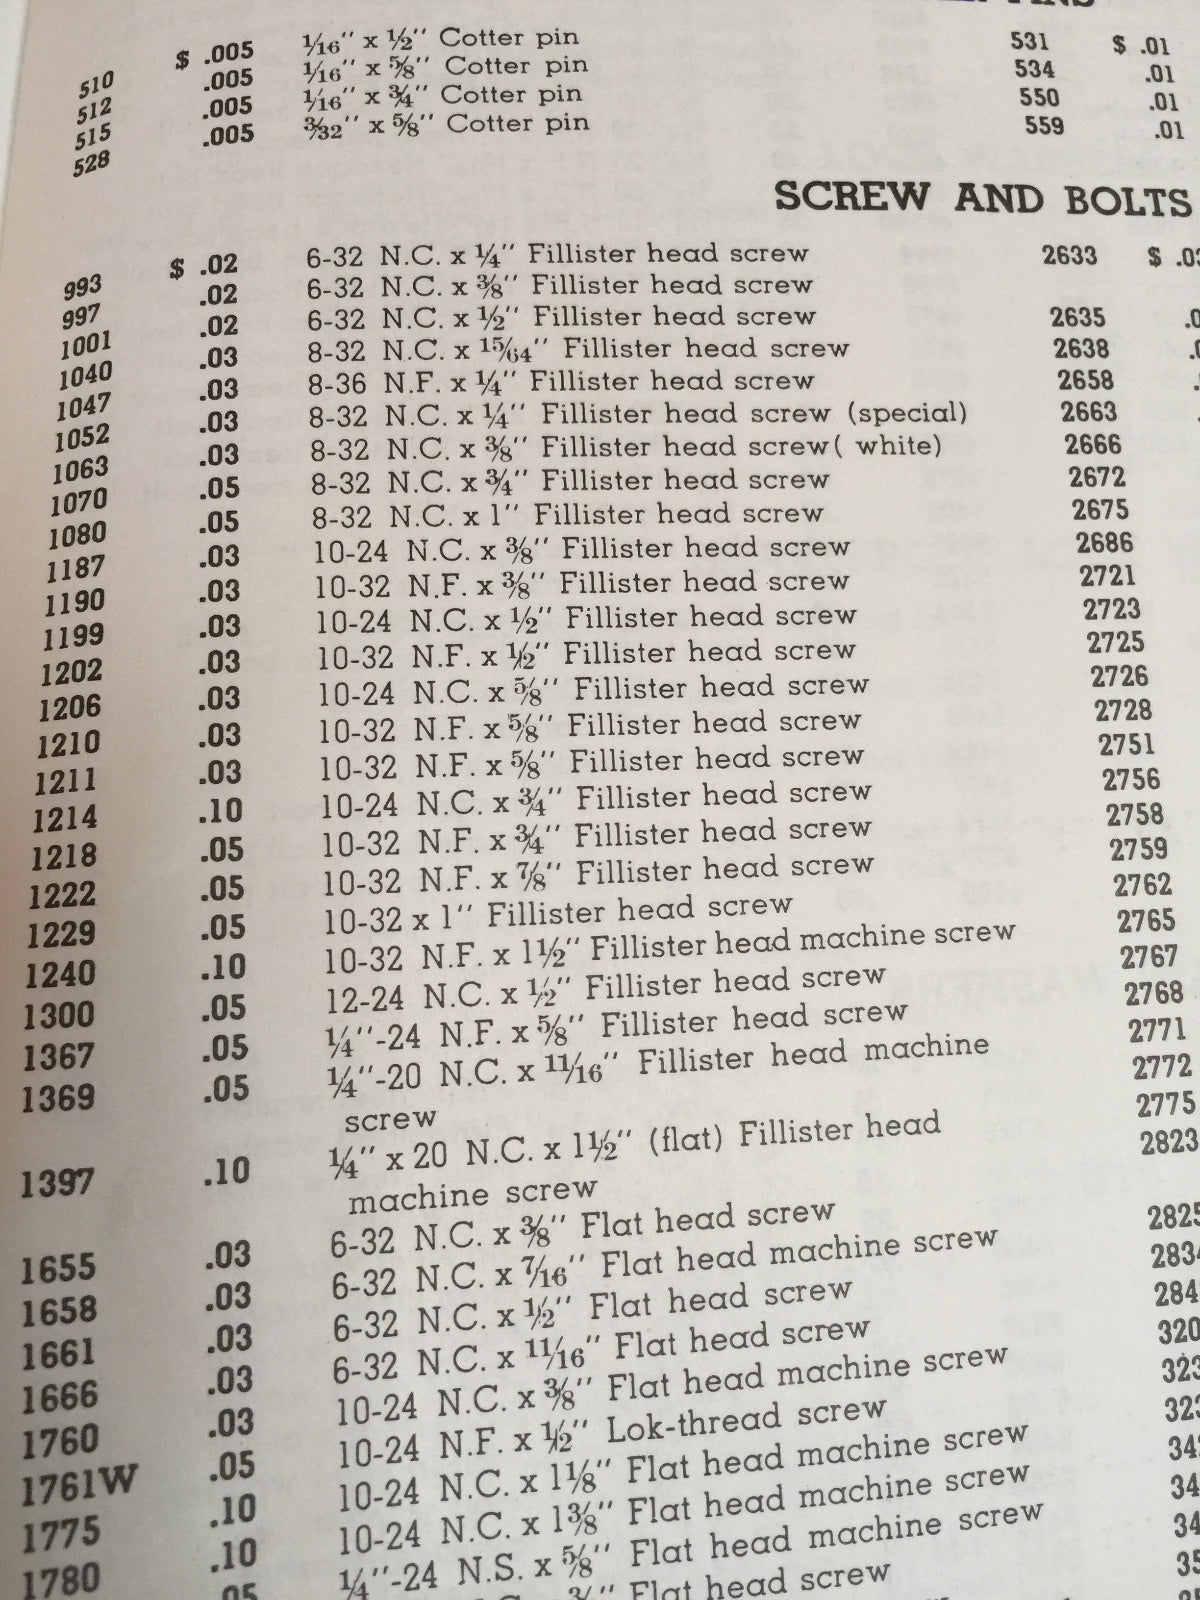 510 $ .005 1/16" x 1/2" Cotter pin
512 .005 1/16" x 5/8" Cotter pin
515 .005 1/16" x 3/4" Cotter pin
528 .005 3/32" x 5/8" Cotter pin
531 $ .01
534 .01
550 .01
559 .01
SCREW AND BOLTS
993 $ .02 6-32 N.C. x 1/4" Fillister head screw
997 .02 6-32 N.C. x 3/8" Fillister head screw
1001 .02 6-32 N.C. x 1/2" Fillister head screw
1040 .03 8-32 N.C. x 15/64" Fillister head screw
1047 .03 8-36 N.F. x 1/4" Fillister head screw
1052 .03 8-32 N.C. x 1/4" Fillister head screw (special)
1063 .03 8-32 N.C. x 3/8" Fillister head screw( white)
1070 .05 8-32 N.C. x 3/4" Fillister head screw
1080 .05 8-32 N.C. x 1" Fillister head screw
1187 .03 10-24 N.C. x 3/8" Fillister head screw
1190 .03 10-32 N.F. x 3/8" Fillister head screw
1199 .03 10-24 N.C. x 1/2" Fillister head screw
1202 .03 10-32 N.F. x 1/2" Fillister head screw
1206 .03 10-24 N.C. x 5/8" Fillister head screw
1210 .03 10-32 N.F. x 5/8" Fillister head screw
1211 .03 10-32 N.F. x 5/8" Fillister head screw
1214 .10 10-24 N.C. x 3/4" Fillister head screw
1218 .05 10-32 N.F. x 3/4" Fillister head screw
1222 .05 10-32 N.F. x 7/8" Fillister head screw
1229 .05 10-32 x 1" Fillister head screw
1240 .10 10-32 N.F. x 1 1/2" Fillister head machine screw
1300 .05 12-24 N.C. x 1/2" Fillister head screw
1367 .05 1/4"-24 N.F. x 5/8" Fillister head screw
1369 .05 1/4"-20 N.C. x 11/16" Fillister head machine
screw
1397 .10 1/4" x 20 N.C. x 1 1/2" (flat) Fillister head
machine screw
1655 .03 6-32 N.C. x 3/8" Flat head screw
1658 .03 6-32 N.C. x 7/16" Flat head machine screw
1661 .03 6-32 N.C. x 1/2" Flat head screw
1666 .03 6-32 N.C. x 11/16" Flat head screw
1760 .03 10-24 N.C. x 3/8" Flat head machine screw
1761W .05 10-24 N.F. x 1/2" Lok-thread screw
1775 .10 10-24 N.C. x 1 1/8" Flat head machine screw
1780 .10 10-24 N.C. x 1 3/8" Flat head machine screw
.05 1/4"-24 N.S. x 5/8" Flat head machine screw
3/4" Flat head screw
2633 $ .03
2635
2638
2658
2663
2666
2672
2675
2686
2721
2723
2725
2726
2728
2751
2756
2758
2759
2762
2765
2767
2768
2771
2772
2775
2823
2825
2834
284
320
323
323
34
34
34
35